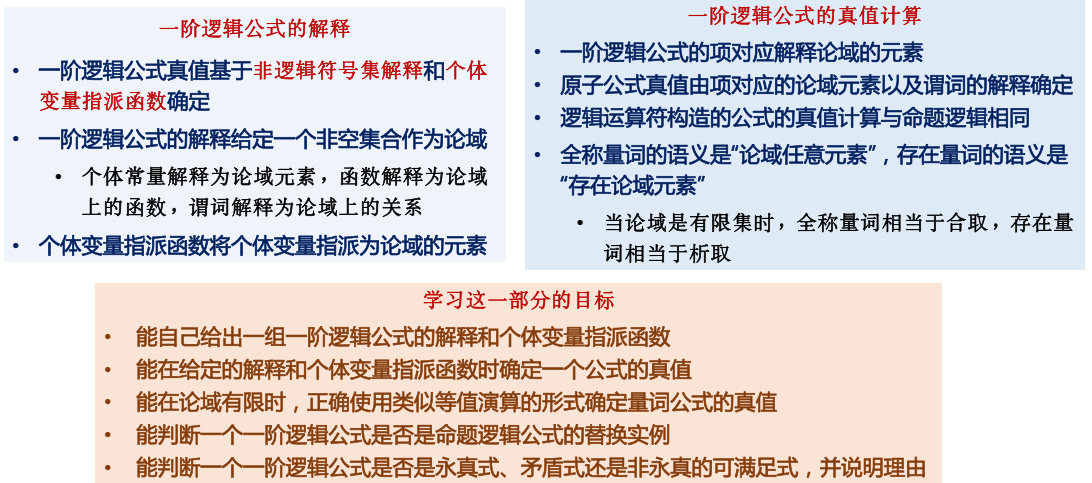 一阶逻辑公式的解释
• 一阶逻辑公式真值基于非逻辑符号集解释和个体
变量指派函数确定
• 一阶逻辑公式的解释给定一个非空集合作为论域
• 个体常量解释为论域元素，函数解释为论域
上的函数，谓词解释为论域上的关系
• 个体变量指派函数将个体变量指派为论域的元素
一阶逻辑公式的真值计算
• 一阶逻辑公式的项对应解释论域的元素
• 原子公式真值由项对应的论域元素以及谓词的解释确定
• 逻辑运算符构造的公式的真值计算与命题逻辑相同
• 全称量词的语义是“论域任意元素”，存在量词的语义是
“存在论域元素”
• 当论域是有限集时，全称量词相当于合取，存在量
词相当于析取
学习这一部分的目标
• 能自己给出一组一阶逻辑公式的解释和个体变量指派函数
• 能在给定的解释和个体变量指派函数时确定一个公式的真值
• 能在论域有限时，正确使用类似等值演算的形式确定量词公式的真值
• 能判断一个一阶逻辑公式是否是命题逻辑公式的替换实例
• 能判断一个一阶逻辑公式是否是永真式、矛盾式还是非永真的可满足式，并说明理由